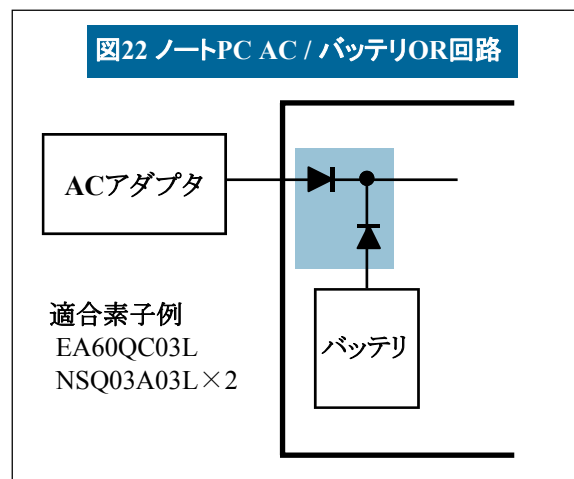 図22 ノートPC AC / バッテリOR回路
ACアダプタ
適合素子例
EA60QC03L
NSQ03A03L×2
バッテリ